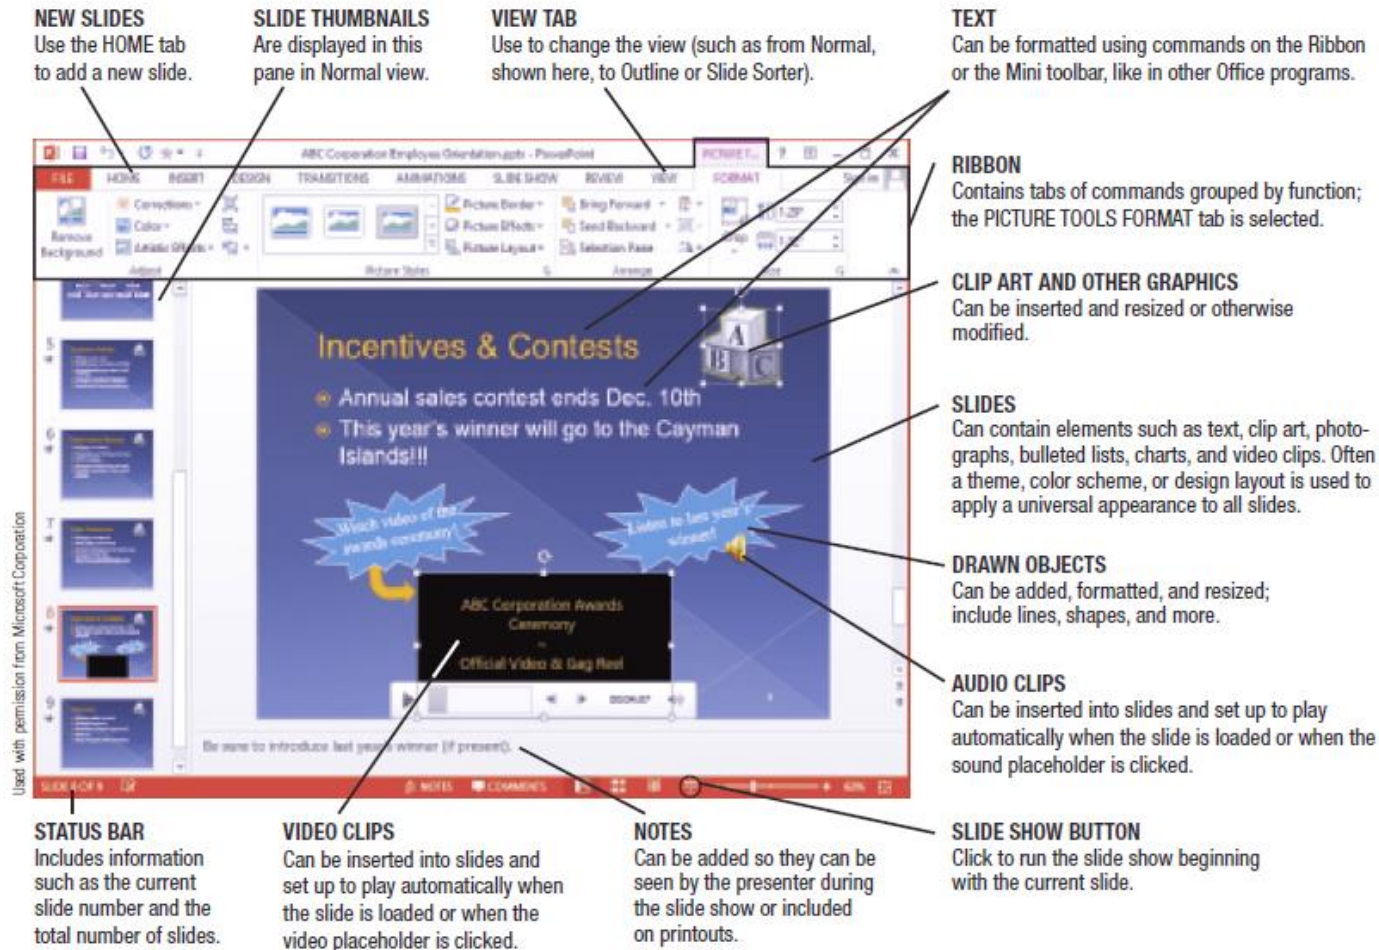 NEW SLIDES
Use the HOME tab
to add a new slide.
SLIDE THUMBNAILS
Are displayed in this
pane in Normal view.
VIEW TAB
Use to change the view (such as from Normal,
shown here, to Outline or Slide Sorter).
TEXT
Can be formatted using commands on the Ribbon
or the Mini toolbar, like in other Office programs.
ABC Corporation Employee Orientation.pptx - PowerPoint
PICTURE T...
FILE HOME INSERT DESIGN TRANSITIONS ANIMATIONS SLIDE SHOW REVIEW VIEW FORMAT Sign in
Remove
Background
Corrections
Color
Artistic Effects
Adjust
Picture Border
Picture Effects
Picture Layout
Picture Styles
Bring Forward
Send Backward
Selection Pane
Arrange
RIBBON
Contains tabs of commands grouped by function;
the PICTURE TOOLS FORMAT tab is selected.
CLIP ART AND OTHER GRAPHICS
Can be inserted and resized or otherwise
modified.
SLIDES
Can contain elements such as text, clip art, photo-
graphs, bulleted lists, charts, and video clips. Often
a theme, color scheme, or design layout is used to
apply a universal appearance to all slides.
DRAWN OBJECTS
Can be added, formatted, and resized;
include lines, shapes, and more.
AUDIO CLIPS
Can be inserted into slides and set up to play
automatically when the slide is loaded or when the
sound placeholder is clicked.
5
6
7
8
9
Incentives & Contests
A
B C
Annual sales contest ends Dec. 10th
This year's winner will go to the Cayman
Islands!!!
Watch video of the
awards ceremony!
Listen to last year's
winner!
ABC Corporation Awards
Ceremony
~
Official Video & Gag Reel
Be sure to introduce last year's winner (if present).
SLIDE 8 OF 9 NOTES COMMENTS 63%
Used with permission from Microsoft Corporation
STATUS BAR
Includes information
such as the current
slide number and the
total number of slides.
VIDEO CLIPS
Can be inserted into slides and
set up to play automatically when
the slide is loaded or when the
video placeholder is clicked.
NOTES
Can be added so they can be
seen by the presenter during
the slide show or included
on printouts.
SLIDE SHOW BUTTON
Click to run the slide show beginning
with the current slide.